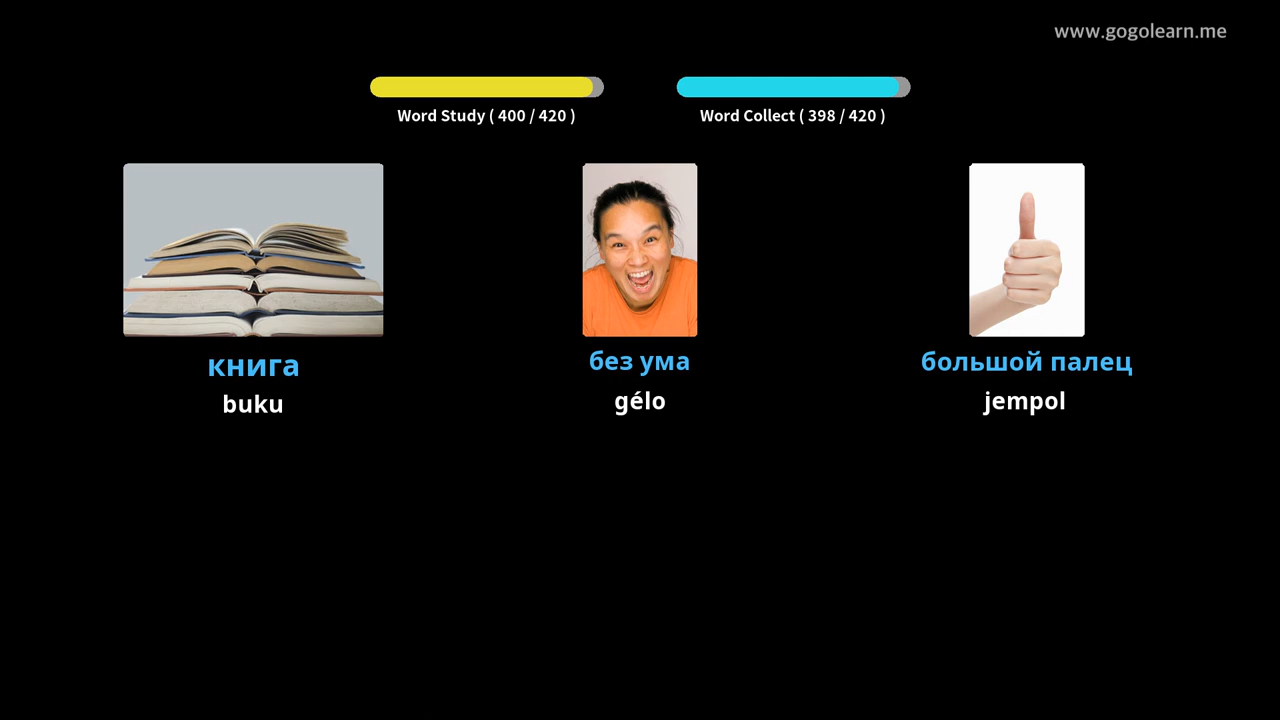 www.gogolearn.me
Word Study ( 400 / 420 )
Word Collect ( 398 / 420 )
книга
без ума
большой палец
buku
gélo
jempol